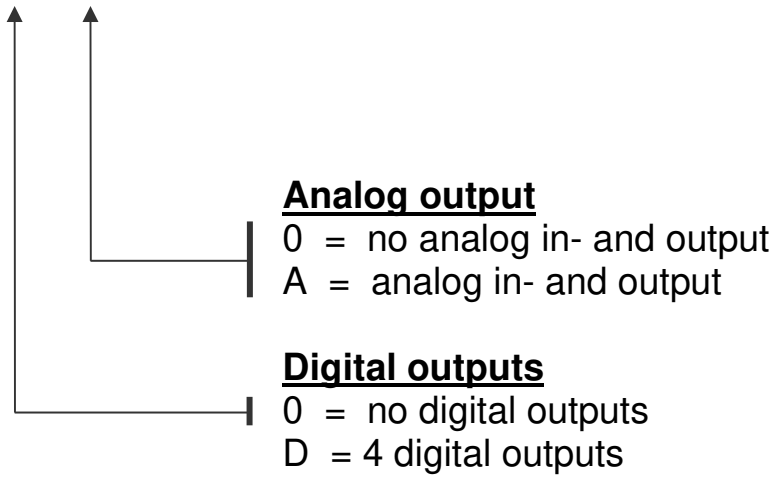 Analog output
0 = no analog in- and output
A = analog in- and output
Digital outputs
0 = no digital outputs
D = 4 digital outputs